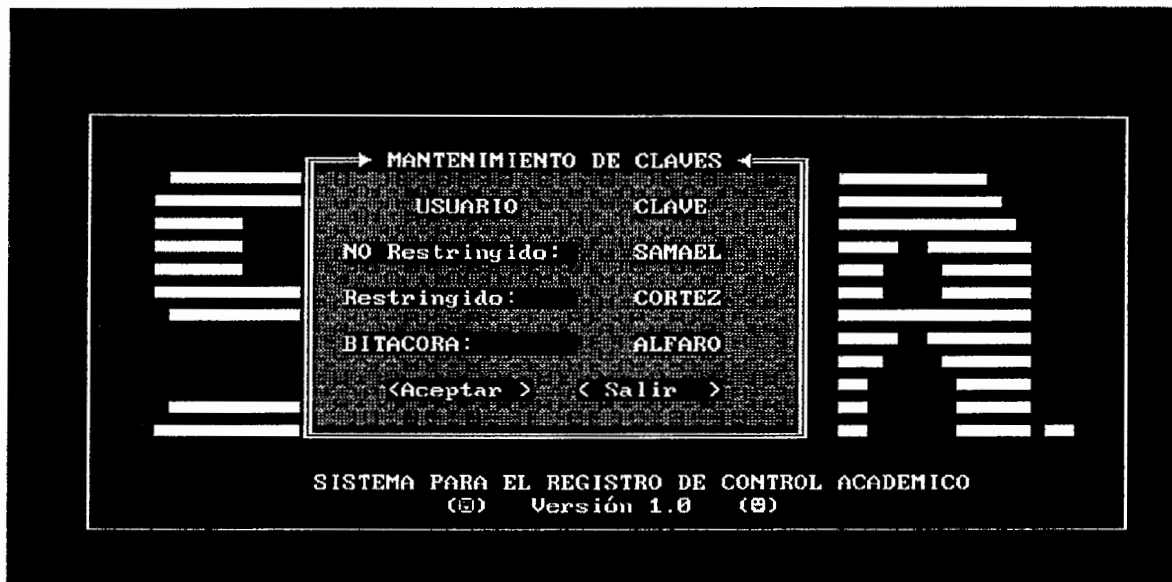 MANTENIMIENTO DE CLAVES
USUARIO CLAVE
NO Restringido: SAMAEL
Restringido: CORTEZ
BITACORA: ALFARO
<Aceptar > < Salir >
SISTEMA PARA EL REGISTRO DE CONTROL ACADEMICO
(☺) Versión 1.0 (☻)